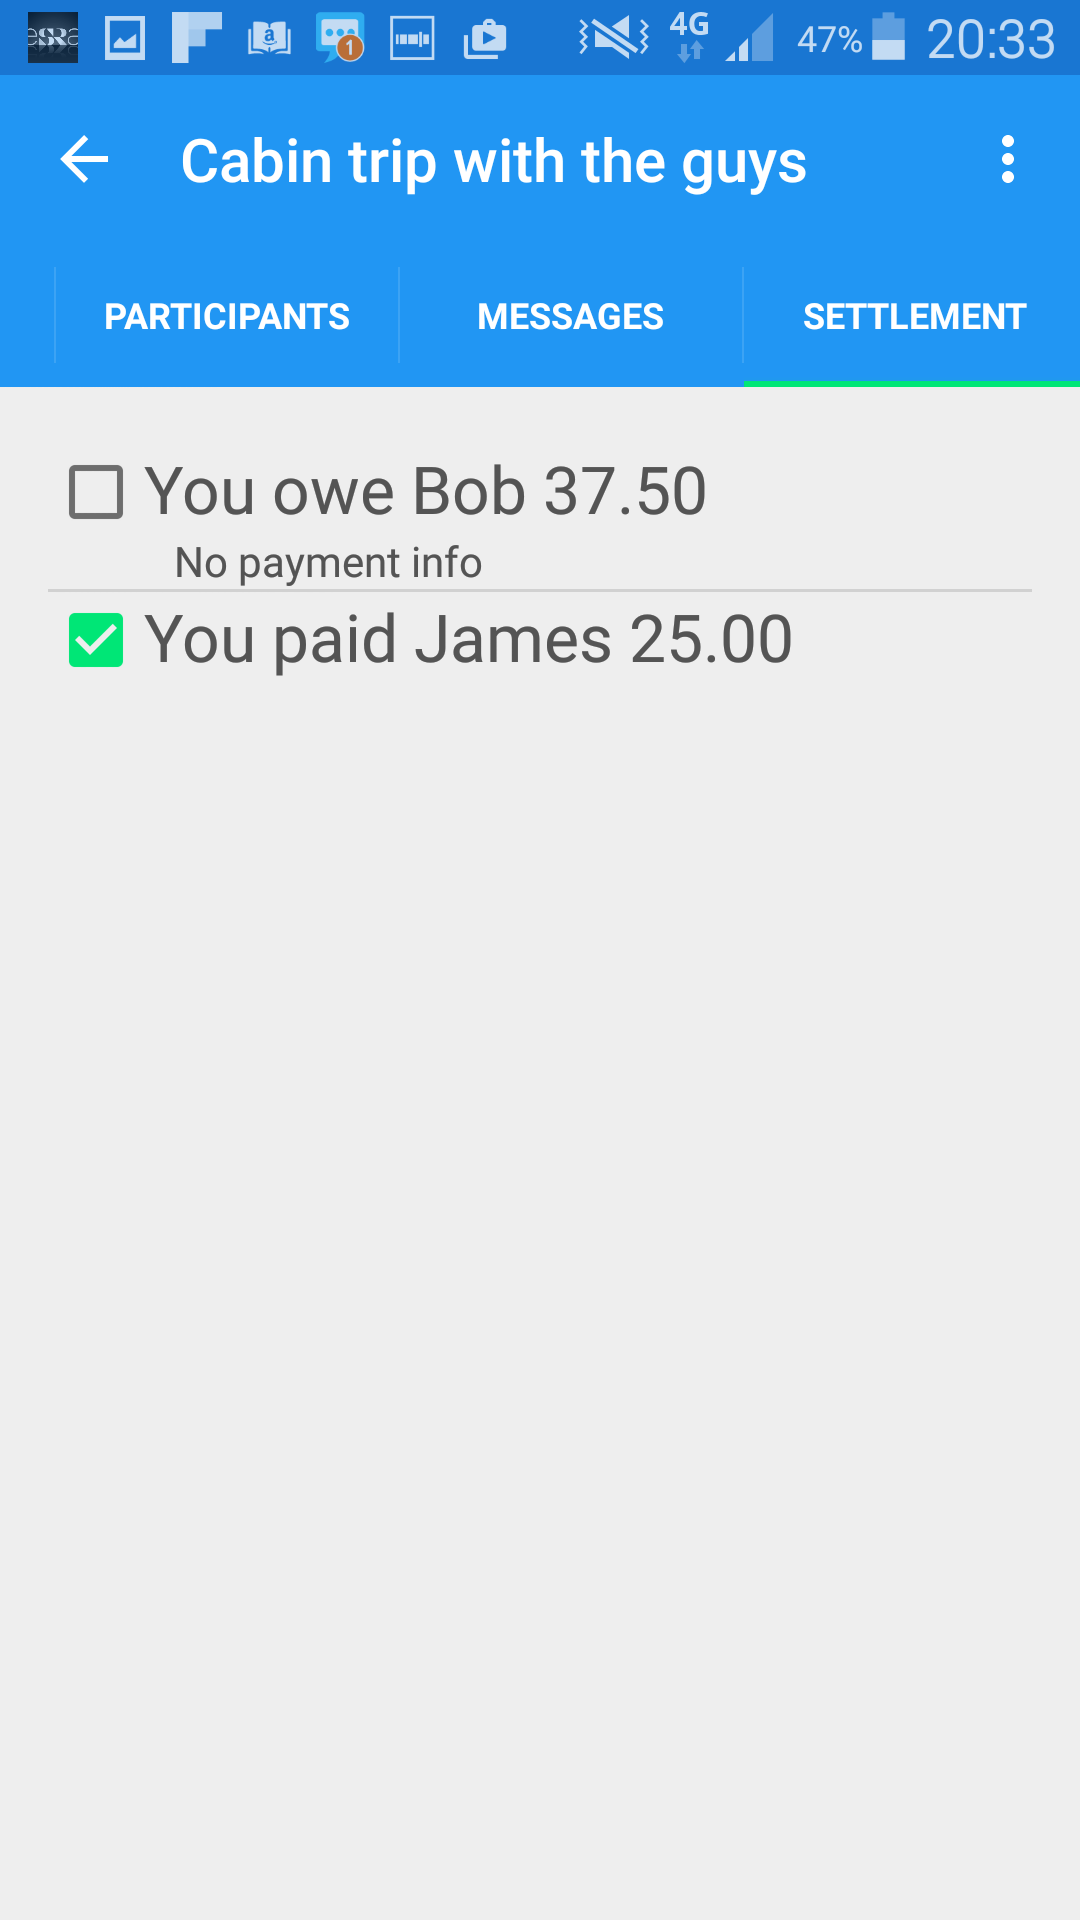 esra
1
4G
47%
20:33
Cabin trip with the guys
PARTICIPANTS
MESSAGES
SETTLEMENT
You owe Bob 37.50
No payment info
You paid James 25.00